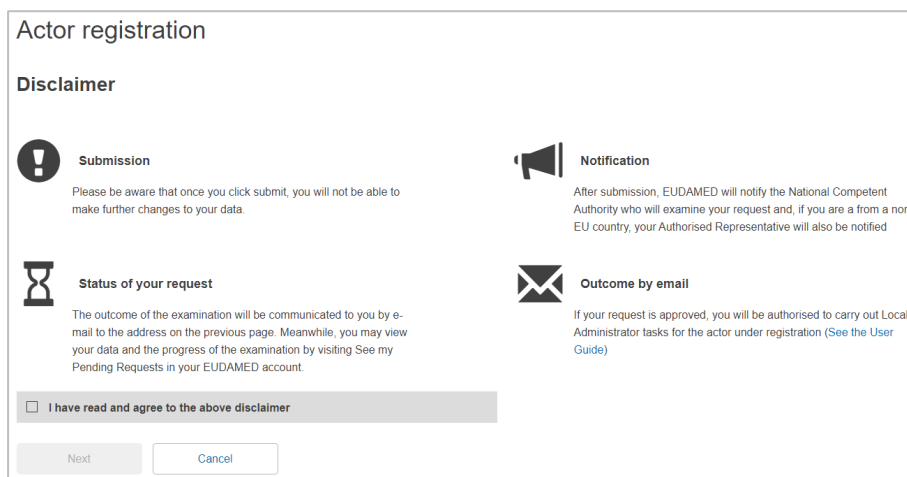 Actor registration
Disclaimer
Submission
Please be aware that once you click submit, you will not be able to
make further changes to your data.
Notification
After submission, EUDAMED will notify the National Competent
Authority who will examine your request and, if you are a from a non
EU country, your Authorised Representative will also be notified
Status of your request
The outcome of the examination will be communicated to you by e-
mail to the address on the previous page. Meanwhile, you may view
your data and the progress of the examination by visiting See my
Pending Requests in your EUDAMED account.
Outcome by email
If your request is approved, you will be authorised to carry out Local
Administrator tasks for the actor under registration (See the User
Guide)
I have read and agree to the above disclaimer
Next
Cancel